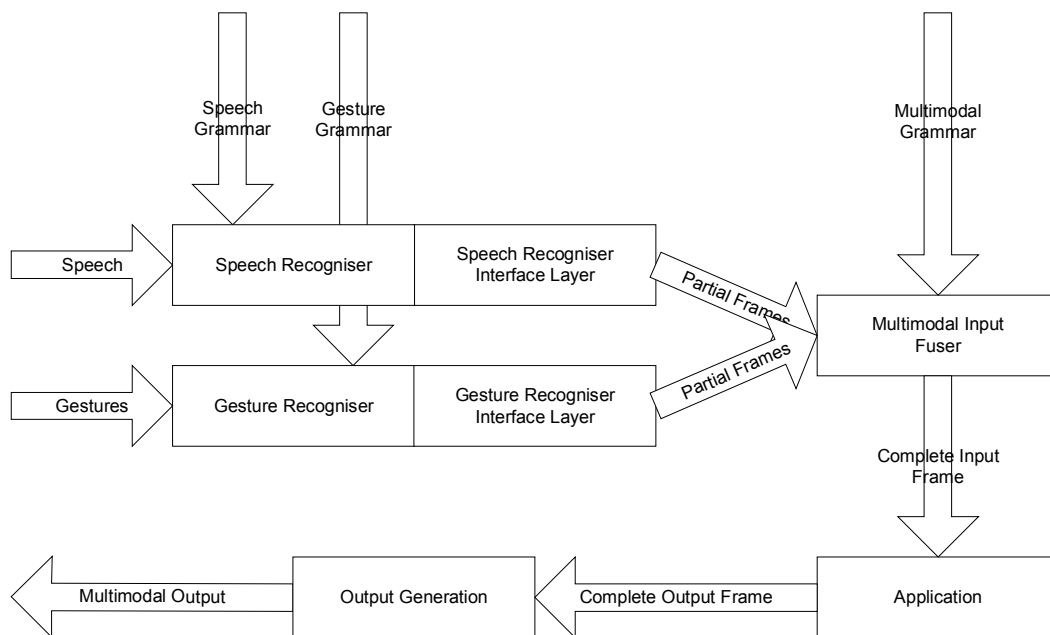 Speech
Grammar
Gesture
Grammar
Multimodal
Grammar
Speech
Speech Recogniser
Speech Recogniser
Interface Layer
Partial Frames
Multimodal Input
Fuser
Partial Frames
Gestures
Gesture Recogniser
Gesture Recogniser
Interface Layer
Complete Input
Frame
Multimodal Output
Output Generation
Complete Output Frame
Application